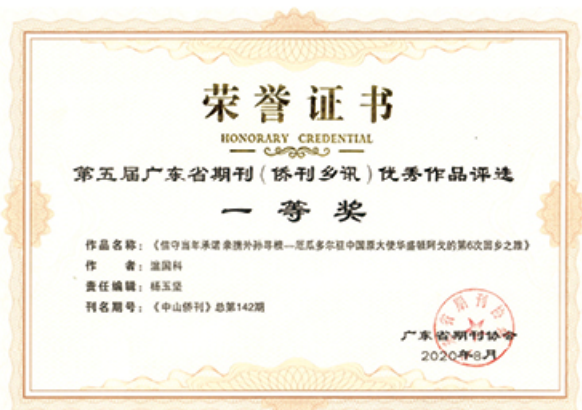 荣誉证书
HONORARY CREDENTIAL
第五届广东省期刊(侨刊乡讯)优秀作品评选
一等奖
作品名称:《信守当年承诺 亲携外孙寻根—厄瓜多尔驻中国原大使华盛顿阿戈的第6次回乡之旅》
作 者:温国科
责任编辑:杨玉坚
刊名期号:《中山侨刊》总第142期
广东省期刊协会
2020年8月